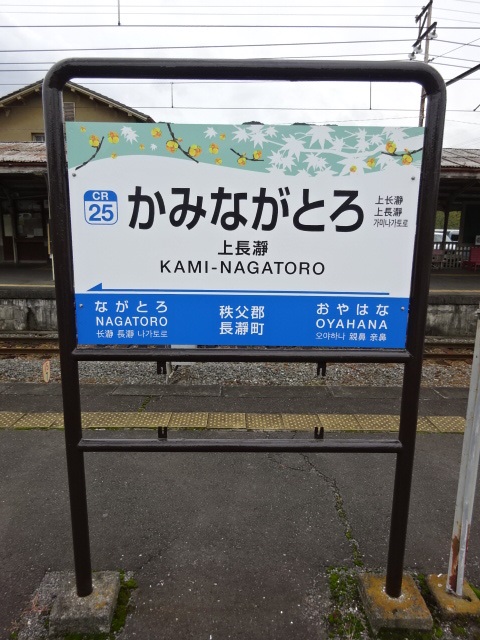 CR
25
かみながとろ
上長瀞
KAMI-NAGATORO
上长瀞
上長瀞
가미나가토로
ながとろ
NAGATORO
长瀞 長瀞 나가토로
秩父郡
長瀞町
おやはな
OYAHANA
오야하나 親鼻 亲鼻